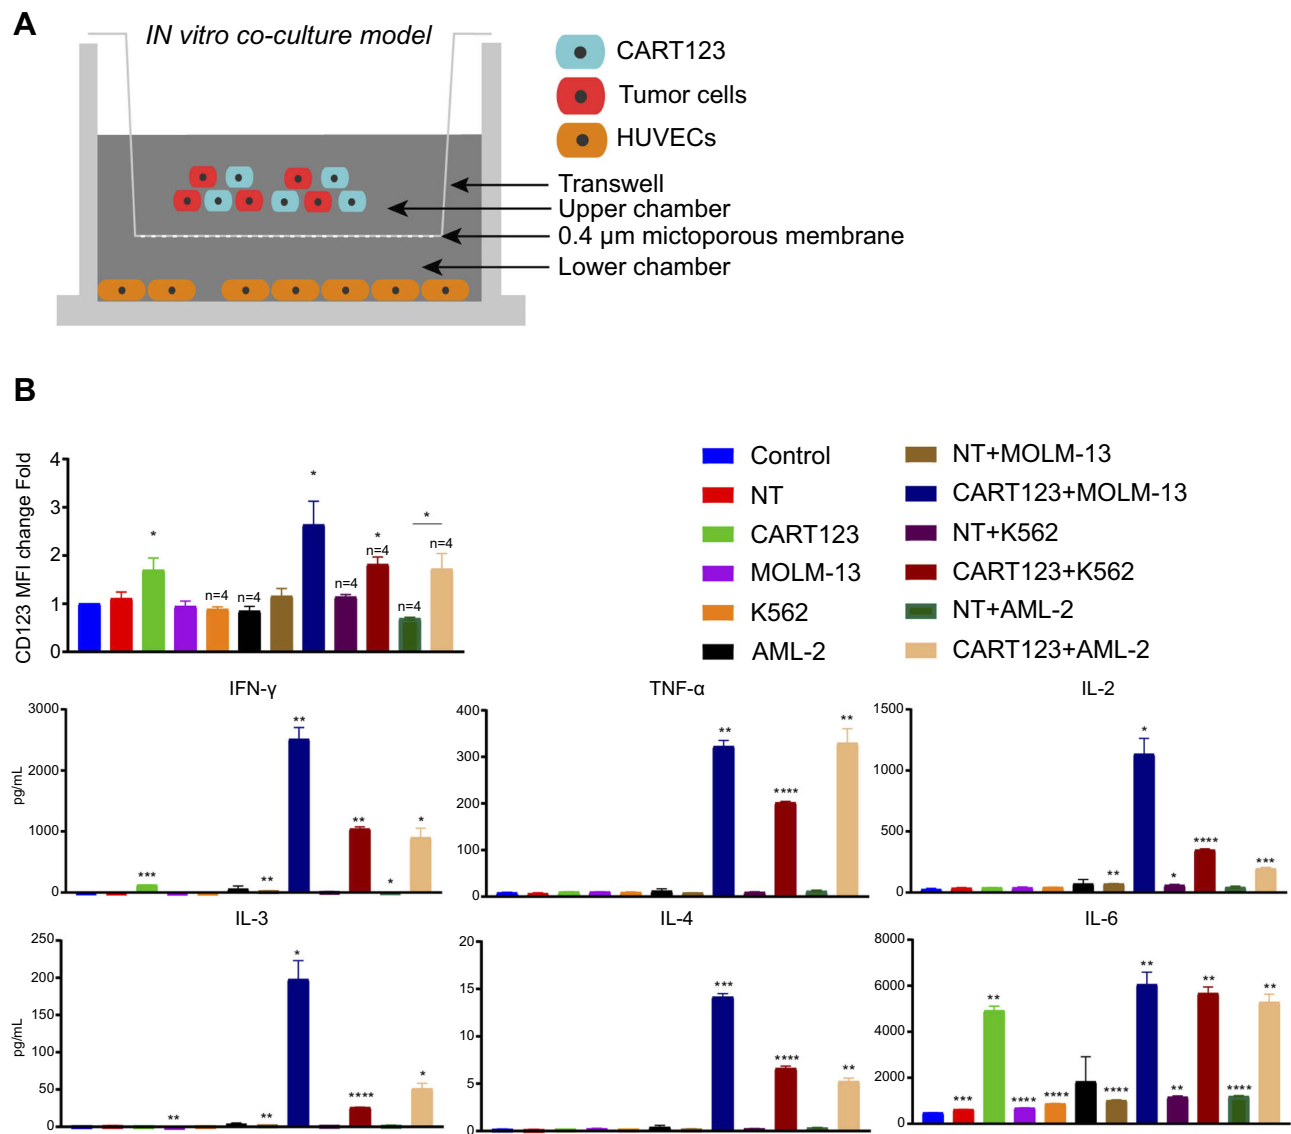 A
IN vitro co-culture model
CART123
Tumor cells
HUVECs
Transwell
Upper chamber
0.4 μm mictoporous membrane
Lower chamber
B
CD123 MFI change Fold
4
3
2
1
0
*
n=4
n=4
*
n=4
*
n=4
n=4
*
n=4
Control
NT
CART123
MOLM-13
K562
AML-2
NT+MOLM-13
CART123+MOLM-13
NT+K562
CART123+K562
NT+AML-2
CART123+AML-2
IFN-γ
pg/mL
3000
2000
1000
0
***
**
**
**
*
*
TNF-α
400
300
200
100
0
**
****
**
IL-2
1500
1000
500
0
**
*
*
****
***
IL-3
pg/mL
250
200
150
100
50
0
**
**
*
****
*
IL-4
20
15
10
5
0
***
****
**
IL-6
8000
6000
4000
2000
0
***
**
****
****
****
**
**
**
****
**